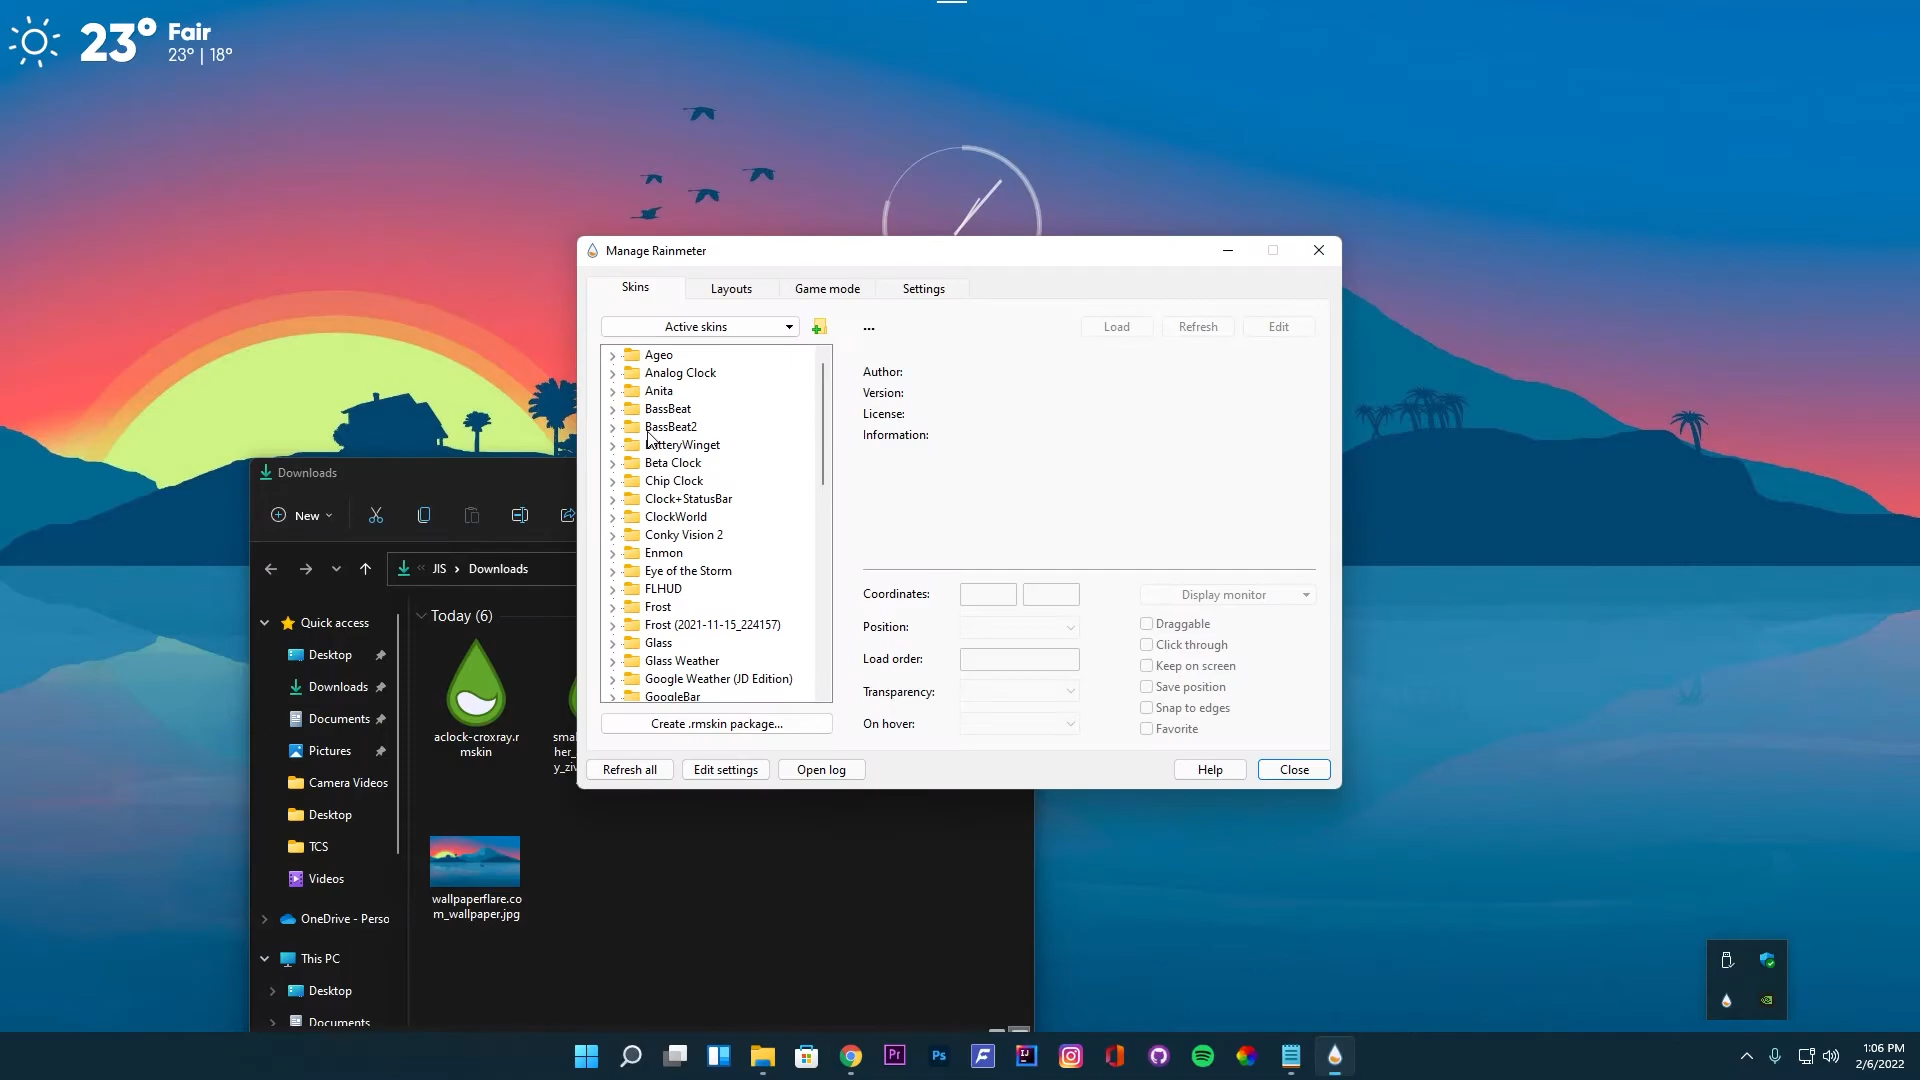 23° Fair
23° | 18°
Manage Rainmeter
Skins Layouts Game mode Settings
Active skins
... Load Refresh Edit
Ageo
Analog Clock
Anita
BassBeat
BassBeat2
Beta Clock
Chip Clock
Clock+StatusBar
ClockWorld
Conky Vision 2
Enmon
Eye of the Storm
FLHUD
Frost
Frost (2021-11-15_224157)
Glass
Glass Weather
Google Weather (JD Edition)
GoogleBar
Create .rmskin package...
Author:
Version:
License:
Information:
Coordinates:
Position:
Load order:
Transparency:
On hover:
Display monitor
Draggable
Click through
Keep on screen
Save position
Snap to edges
Favorite
Refresh all Edit settings Open log Help Close
Downloads
New
JIS > Downloads
Quick access
Desktop
Downloads
Documents
Pictures
Camera Videos
Desktop
TCS
Videos
OneDrive - Perso
This PC
Desktop
Documents
Today (6)
aclock-croxray.r
mskin
wallpaperflare.co
m_wallpaper.jpg
Pr
Ps
IJ
1:06 PM
2/6/2022